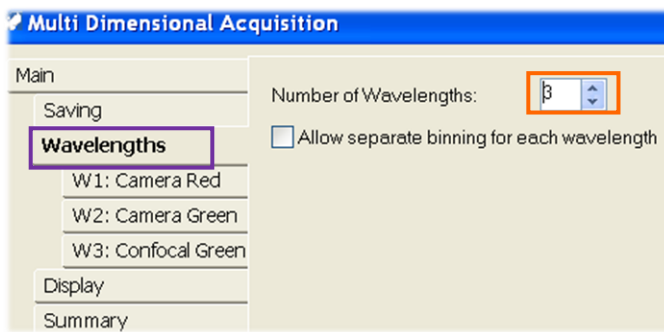 Multi Dimensional Acquisition
Main
Saving
Wavelengths
W1: Camera Red
W2: Camera Green
W3: Confocal Green
Display
Summary
Number of Wavelengths: 3
Allow separate binning for each wavelength